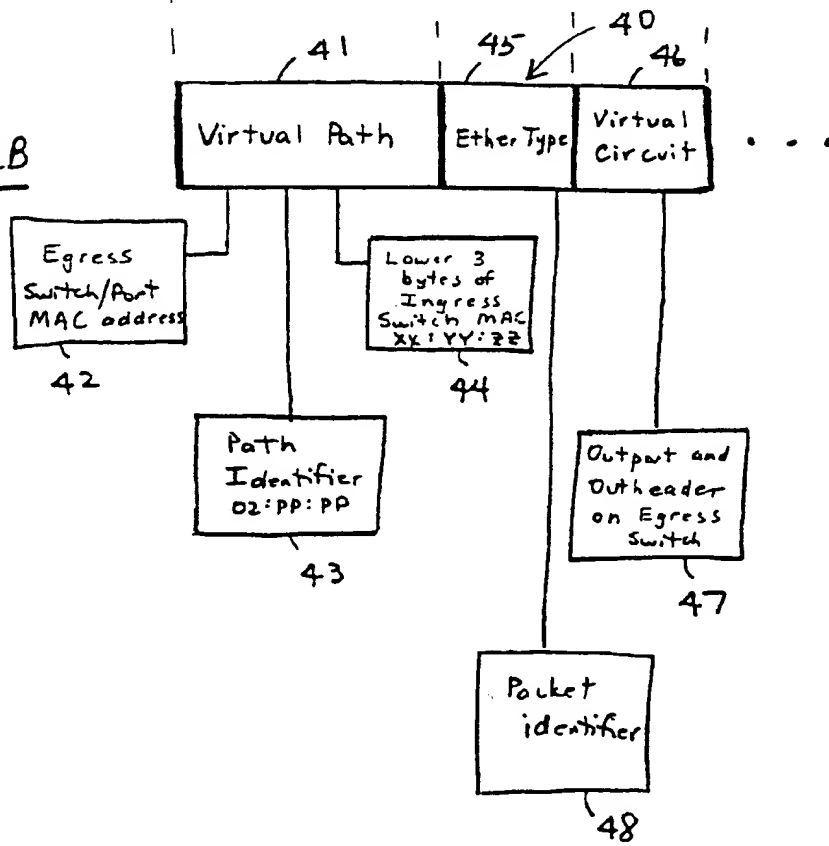 41
45
40
46
Virtual Path
EtherType
Virtual
Circuit
. . .
Egress
Switch/Port
MAC address
42
Lower 3
bytes of
Ingress
Switch MAC
XX:YY:ZZ
44
Path
Identifier
02:PP:PP
43
Outport and
Outheader
on Egress
Switch
47
Packet
identifier
48